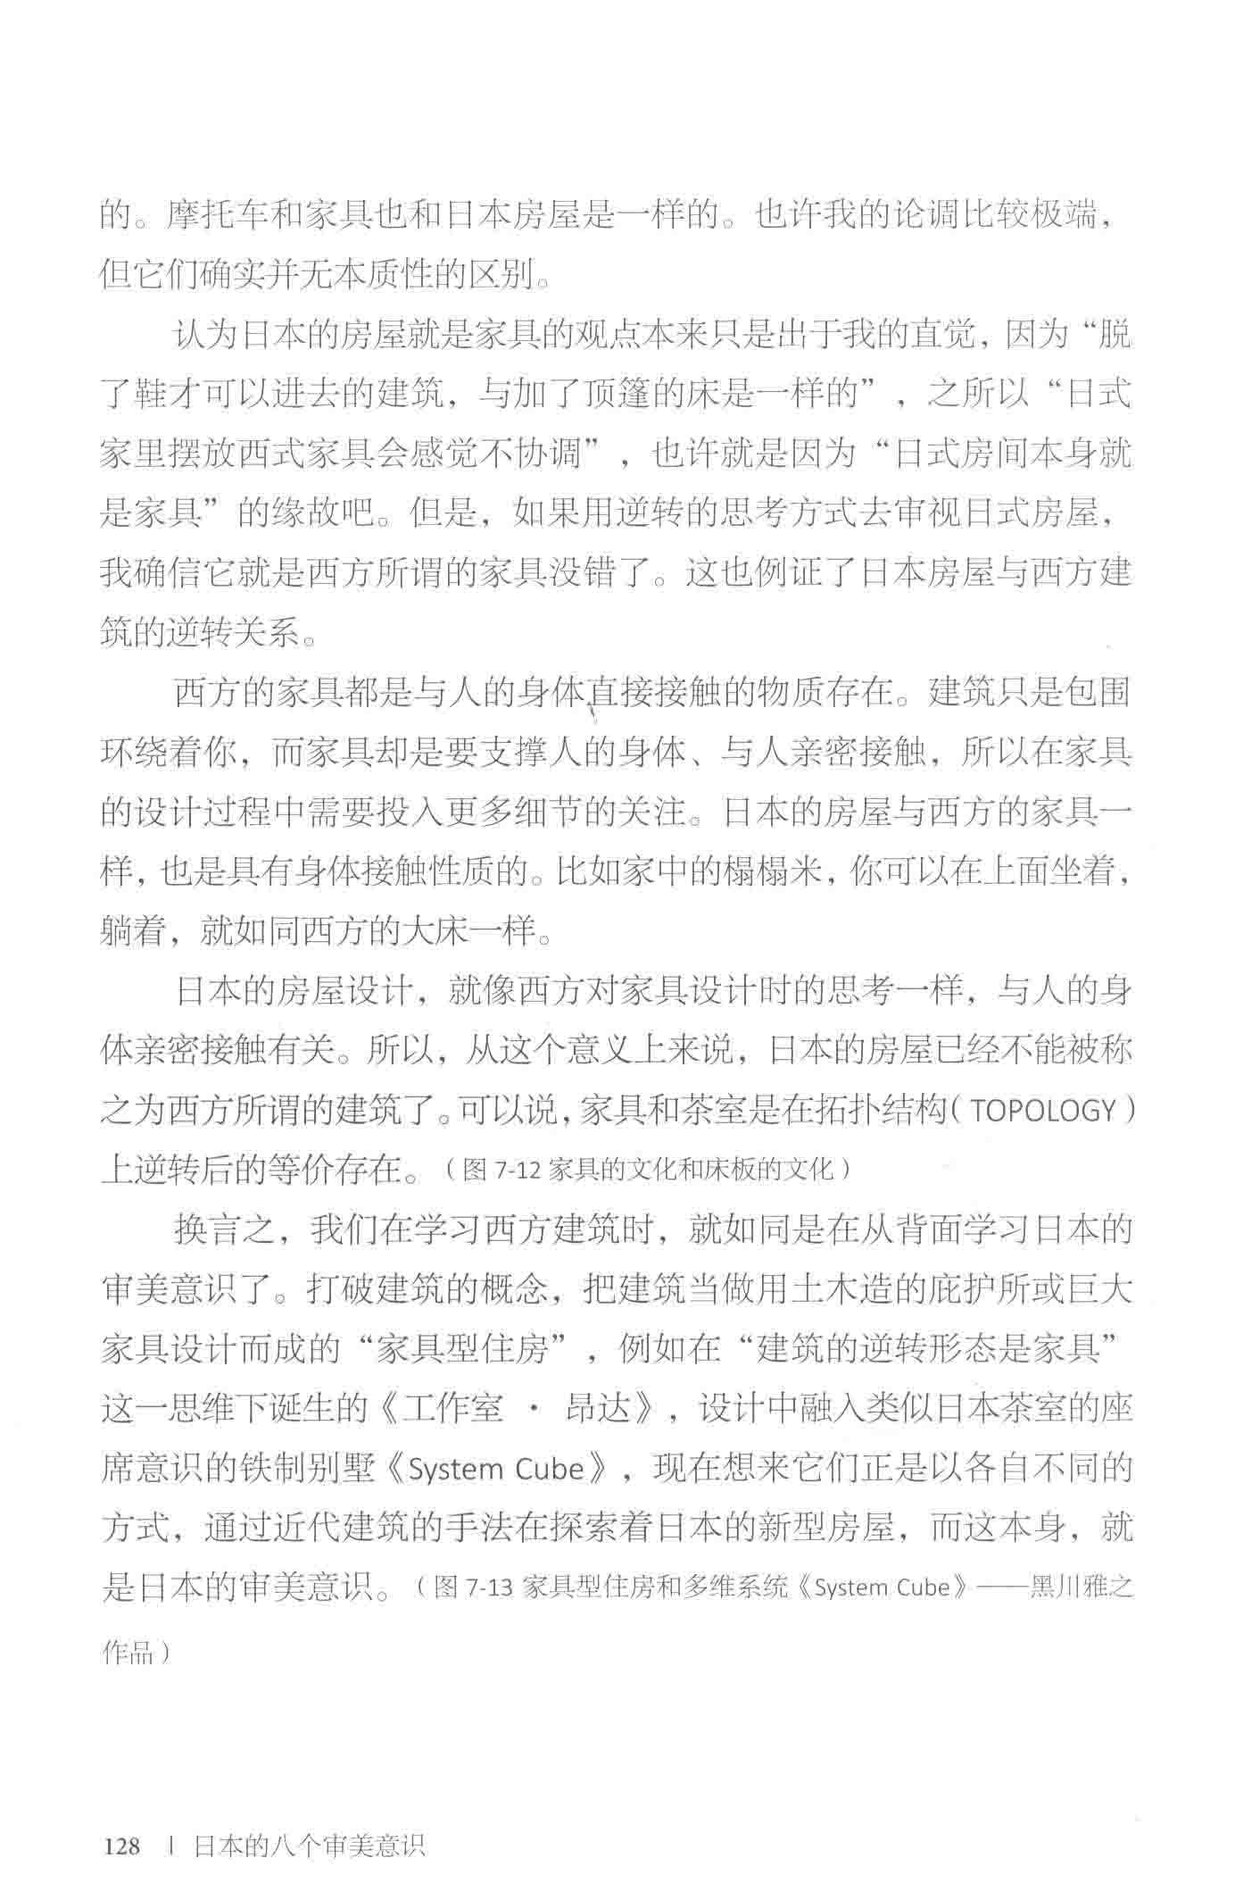 的。摩托车和家具也和日本房屋是一样的。也许我的论调比较极端，
但它们确实并无本质性的区别。
认为日本的房屋就是家具的观点本来只是出于我的直觉，因为“脱
了鞋才可以进去的建筑，与加了顶篷的床是一样的”，之所以“日式
家里摆放西式家具会感觉不协调”，也许就是因为“日式房间本身就
是家具”的缘故吧。但是，如果用逆转的思考方式去审视日式房屋，
我确信它就是西方所谓的家具没错了。这也例证了日本房屋与西方建
筑的逆转关系。
西方的家具都是与人的身体直接接触的物质存在。建筑只是包围
环绕着你，而家具却是要支撑人的身体、与人亲密接触，所以在家具
的设计过程中需要投入更多细节的关注。日本的房屋与西方的家具一
样，也是具有身体接触性质的。比如家中的榻榻米，你可以在上面坐着，
躺着，就如同西方的大床一样。
日本的房屋设计，就像西方对家具设计时的思考一样，与人的身
体亲密接触有关。所以，从这个意义上来说，日本的房屋已经不能被称
之为西方所谓的建筑了。可以说，家具和茶室是在拓扑结构（TOPOLOGY）
上逆转后的等价存在。（图 7-12 家具的文化和床板的文化）
换言之，我们在学习西方建筑时，就如同是在从背面学习日本的
审美意识了。打破建筑的概念，把建筑当做用土木造的庇护所或巨大
家具设计而成的“家具型住房”，例如在“建筑的逆转形态是家具”
这一思维下诞生的《工作室 · 昂达》，设计中融入类似日本茶室的座
席意识的铁制别墅《System Cube》，现在想来它们正是以各自不同的
方式，通过近代建筑的手法在探索着日本的新型房屋，而这本身，就
是日本的审美意识。（图 7-13 家具型住房和多维系统《System Cube》——黑川雅之
作品）
128 | 日本的八个审美意识